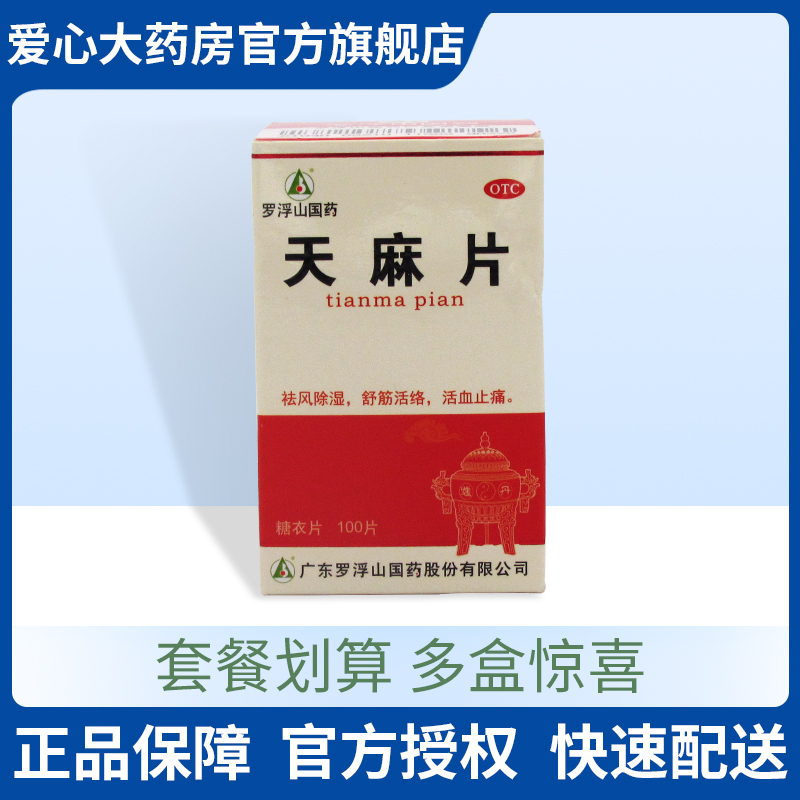 爱心大药房官方旗舰店
OTC
罗浮山国药
天麻片
tianma pian
祛风除湿，舒筋活络，活血止痛。
糖衣片 100片
广东罗浮山国药股份有限公司
套餐划算 多盒惊喜
正品保障 官方授权 快速配送